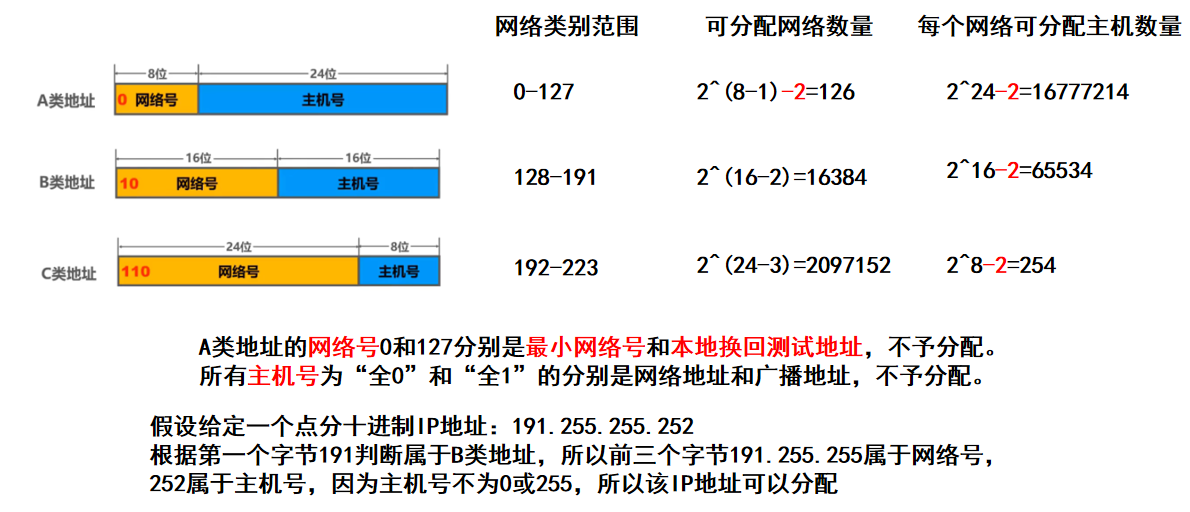 网络类别范围 可分配网络数量 每个网络可分配主机数量
8位 24位
A类地址 0 网络号 主机号 0-127 2^(8-1)-2=126 2^24-2=16777214
16位 16位
B类地址 10 网络号 主机号 128-191 2^(16-2)=16384 2^16-2=65534
24位 8位
C类地址 110 网络号 主机号 192-223 2^(24-3)=2097152 2^8-2=254
A类地址的网络号0和127分别是最小网络号和本地换回测试地址，不予分配。
所有主机号为“全0”和“全1”的分别是网络地址和广播地址，不予分配。
假设给定一个点分十进制IP地址：191.255.255.252
根据第一个字节191判断属于B类地址，所以前三个字节191.255.255属于网络号，
252属于主机号，因为主机号不为0或255，所以该IP地址可以分配